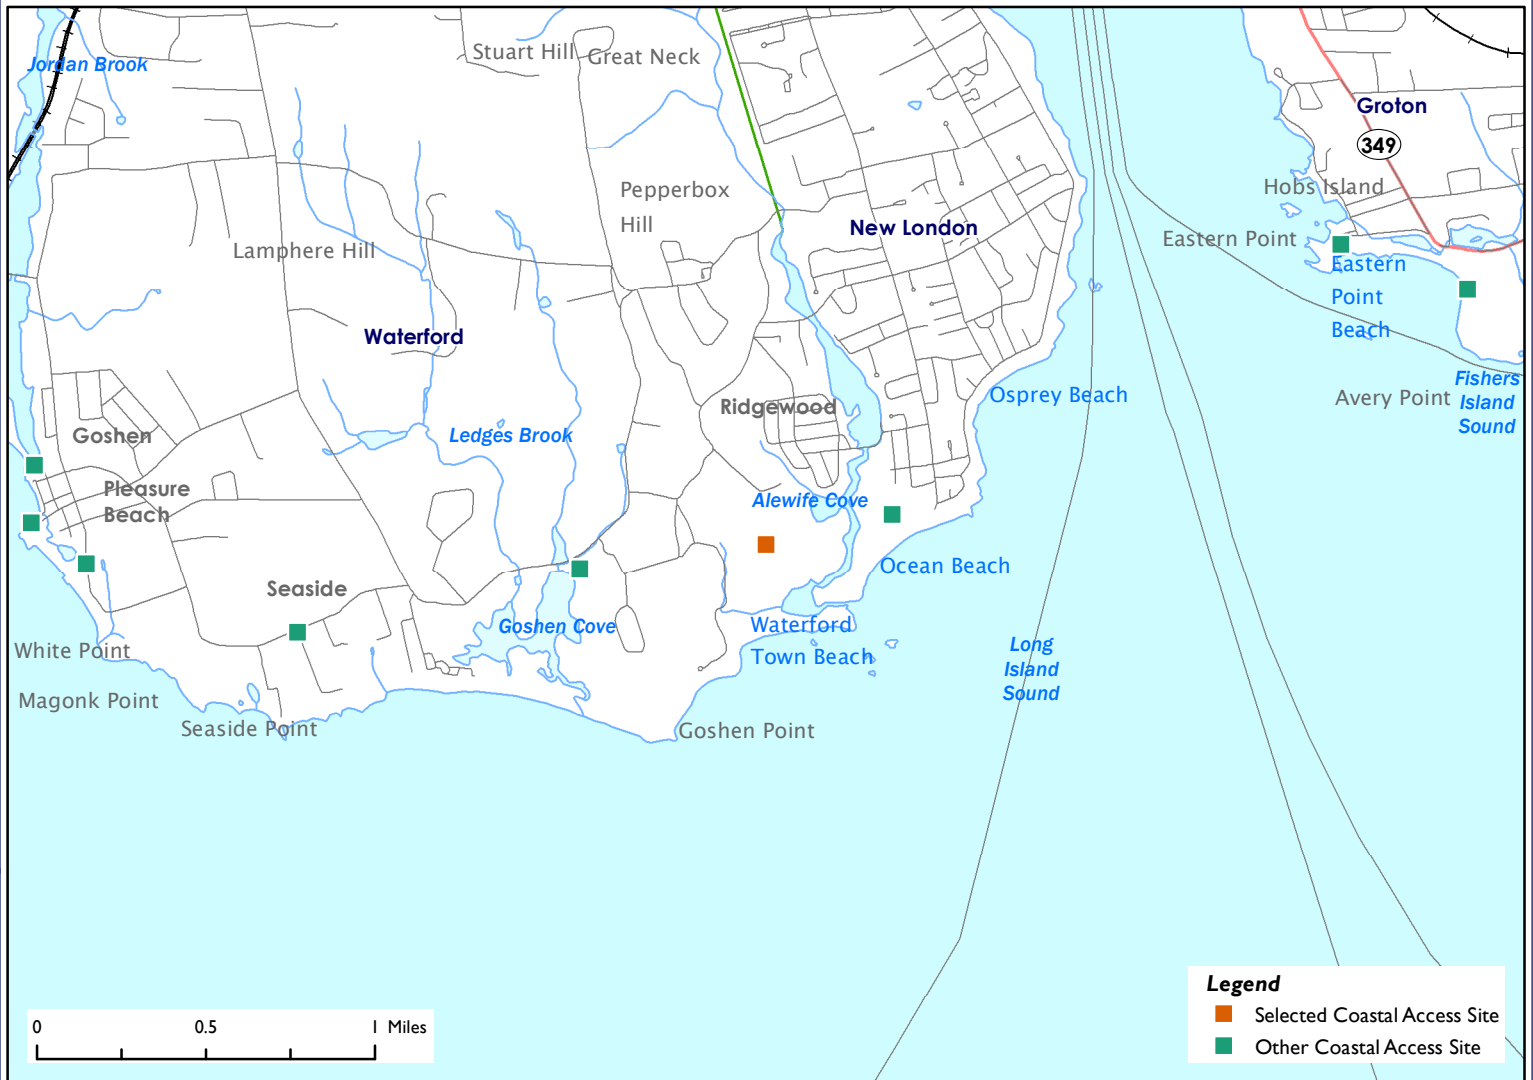 Stuart Hill
Great Neck
Jordan Brook
Groton
349
Hobs Island
Pepperbox
Hill
New London
Eastern Point
Lamphere Hill
Eastern
Point
Beach
Waterford
Fishers
Island
Sound
Osprey Beach
Avery Point
Ridgewood
Goshen
Ledges Brook
Pleasure
Beach
Alewife Cove
Ocean Beach
Seaside
Goshen Cove
Waterford
Town Beach
Long
Island
Sound
White Point
Magonk Point
Seaside Point
Goshen Point
Legend
Selected Coastal Access Site
Other Coastal Access Site
0 0.5 1 Miles